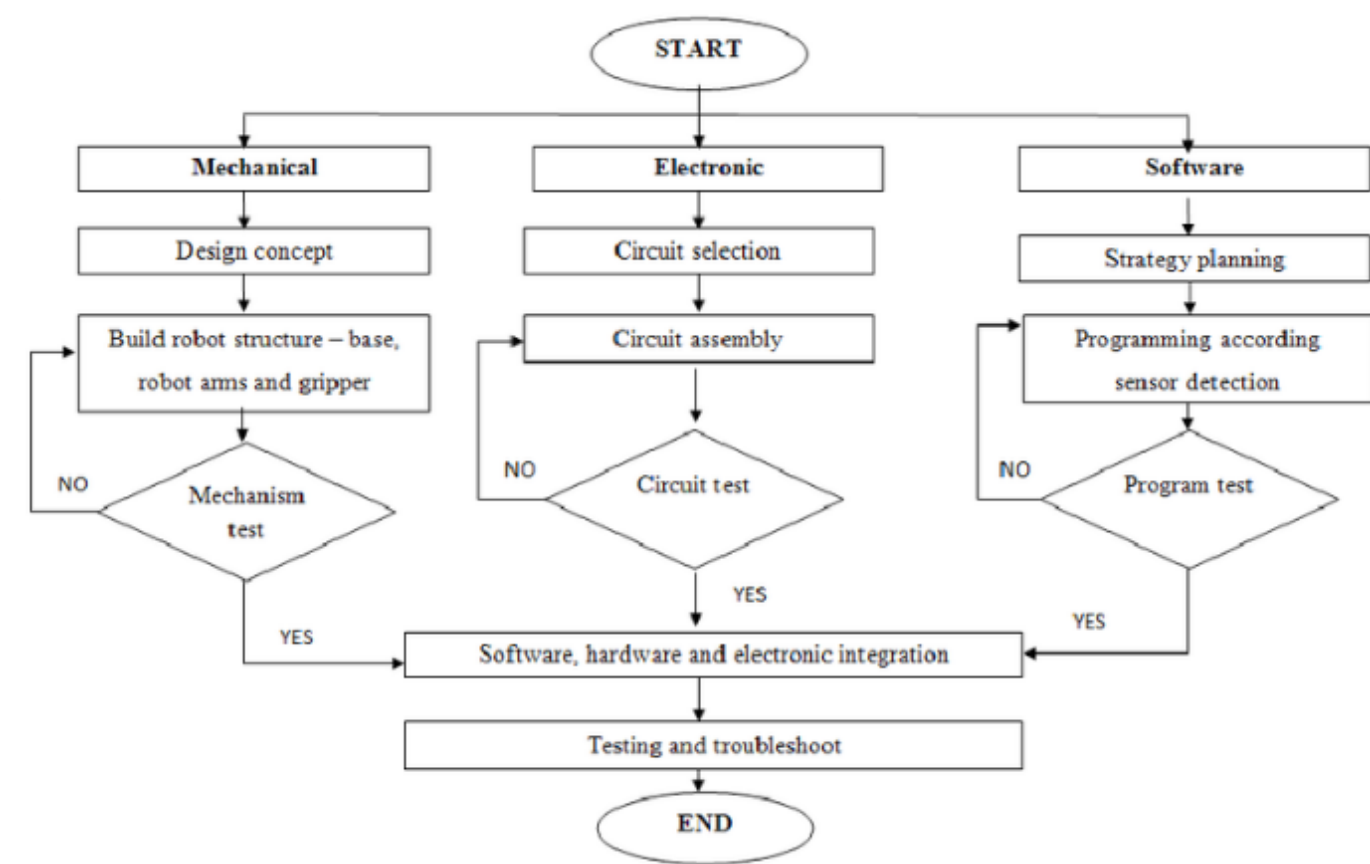 START
Mechanical
Electronic
Software
Design concept
Circuit selection
Strategy planning
Build robot structure – base,
robot arms and gripper
Circuit assembly
Programming according
sensor detection
NO
Mechanism
test
NO
Circuit test
NO
Program test
YES
YES
YES
Software, hardware and electronic integration
Testing and troubleshoot
END